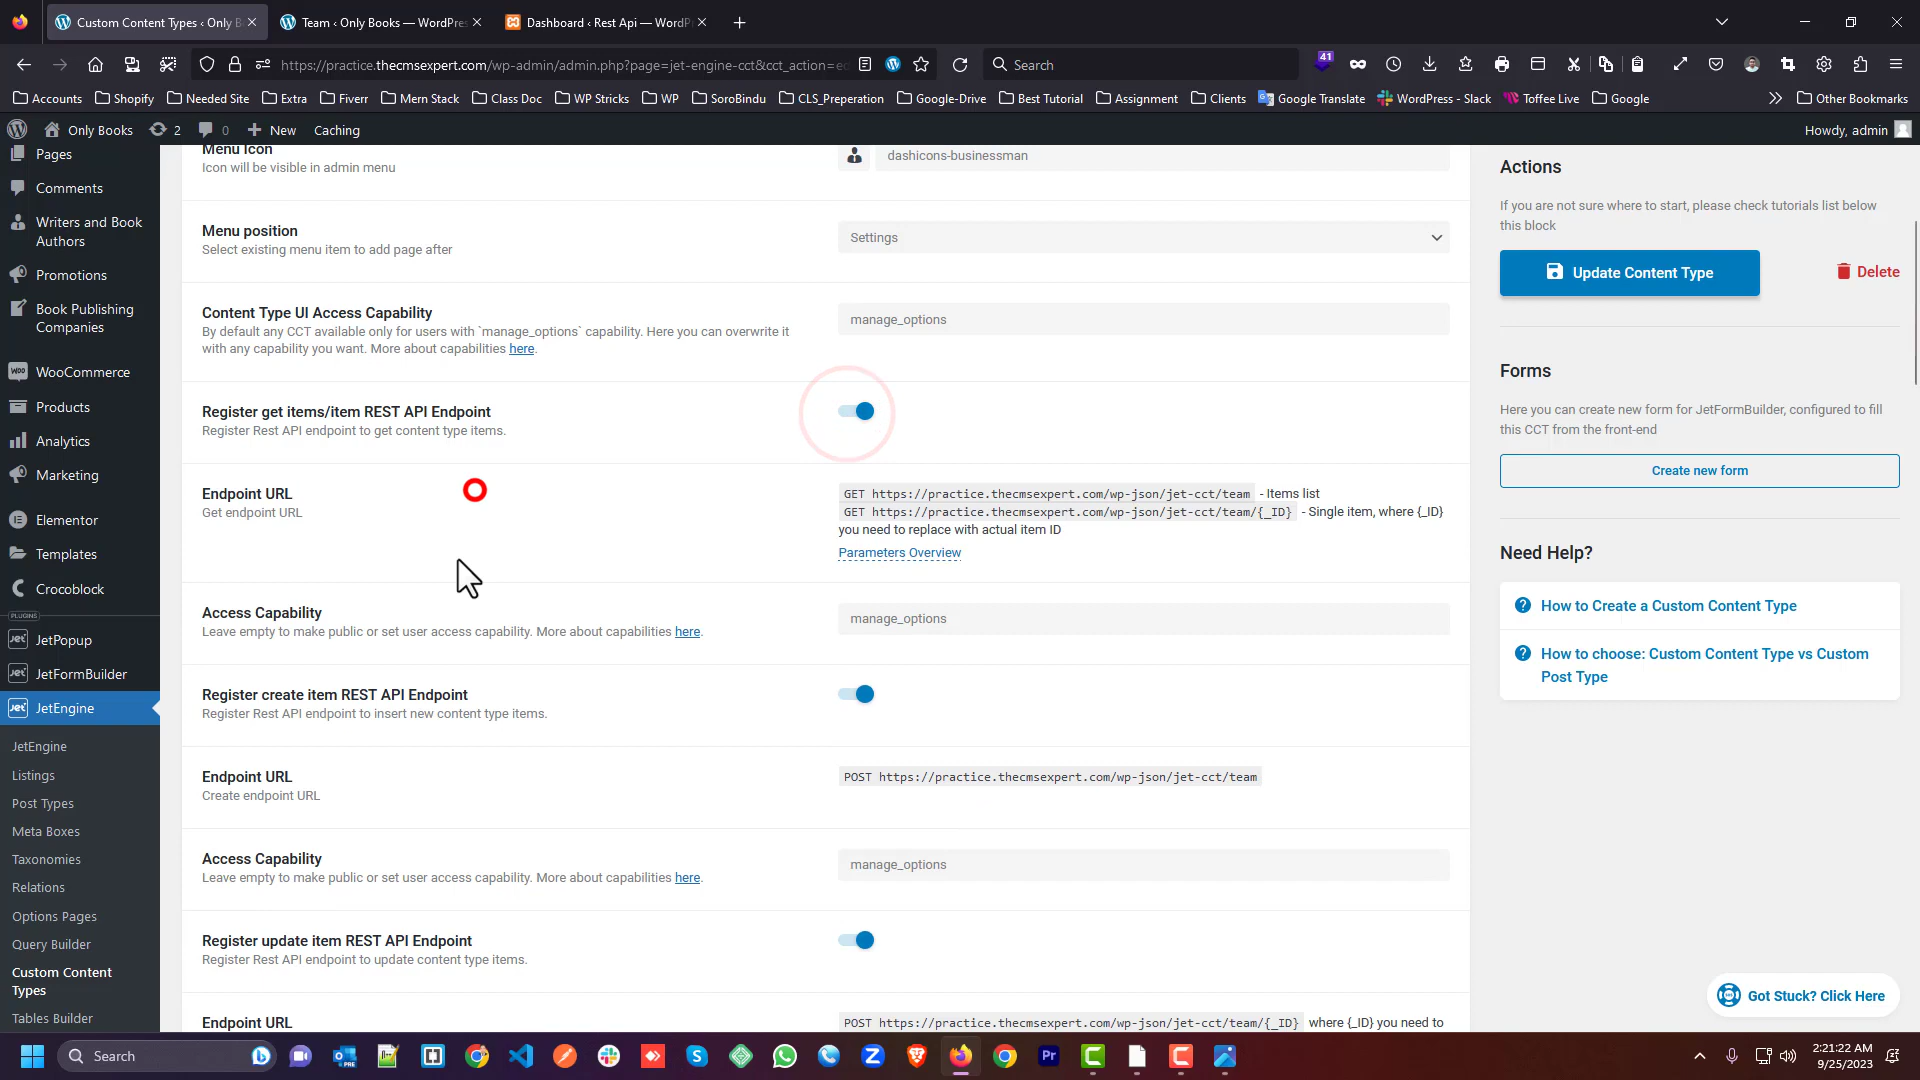 Custom Content Types ‹ Only B
Team ‹ Only Books — WordPres
Dashboard ‹ Rest Api — WordP
https://practice.thecmsexpert.com/wp-admin/admin.php?page=jet-engine-cct&cct_action=ed
Search
41
Accounts
Shopify
Needed Site
Extra
Fiverr
Mern Stack
Class Doc
WP Stricks
WP
SoroBindu
CLS_Preperation
Google-Drive
Best Tutorial
Assignment
Clients
Google Translate
WordPress - Slack
Toffee Live
Google
Other Bookmarks
Only Books
2
0
New
Caching
Howdy, admin
Pages
Comments
Writers and Book
Authors
Promotions
Book Publishing
Companies
WooCommerce
Products
Analytics
Marketing
Elementor
Templates
Crocoblock
PLUGINS
JetPopup
JetFormBuilder
JetEngine
JetEngine
Listings
Post Types
Meta Boxes
Taxonomies
Relations
Options Pages
Query Builder
Custom Content
Types
Tables Builder
Menu Icon
Icon will be visible in admin menu
dashicons-businessman
Menu position
Select existing menu item to add page after
Settings
Content Type UI Access Capability
By default any CCT available only for users with `manage_options` capability. Here you can overwrite it
with any capability you want. More about capabilities here.
manage_options
Register get items/item REST API Endpoint
Register Rest API endpoint to get content type items.
Endpoint URL
Get endpoint URL
GET https://practice.thecmsexpert.com/wp-json/jet-cct/team - Items list
GET https://practice.thecmsexpert.com/wp-json/jet-cct/team/{_ID} - Single item, where {_ID}
you need to replace with actual item ID
Parameters Overview
Access Capability
Leave empty to make public or set user access capability. More about capabilities here.
manage_options
Register create item REST API Endpoint
Register Rest API endpoint to insert new content type items.
Endpoint URL
Create endpoint URL
POST https://practice.thecmsexpert.com/wp-json/jet-cct/team
Access Capability
Leave empty to make public or set user access capability. More about capabilities here.
manage_options
Register update item REST API Endpoint
Register Rest API endpoint to update content type items.
Endpoint URL
POST https://practice.thecmsexpert.com/wp-json/jet-cct/team/{_ID} where {_ID} you need to
Actions
If you are not sure where to start, please check tutorials list below
this block
Update Content Type
Delete
Forms
Here you can create new form for JetFormBuilder, configured to fill
this CCT from the front-end
Create new form
Need Help?
How to Create a Custom Content Type
How to choose: Custom Content Type vs Custom
Post Type
Got Stuck? Click Here
Search
2:21:22 AM
9/25/2023